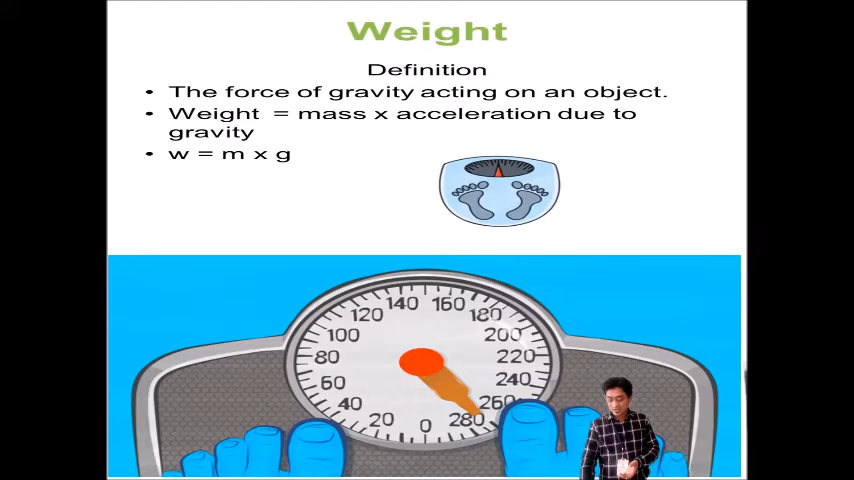 Weight
Definition
• The force of gravity acting on an object.
• Weight = mass x acceleration due to
gravity
• w = m x g
140 160
120 180
100 200
80 220
60 240
40 260
20 0 280